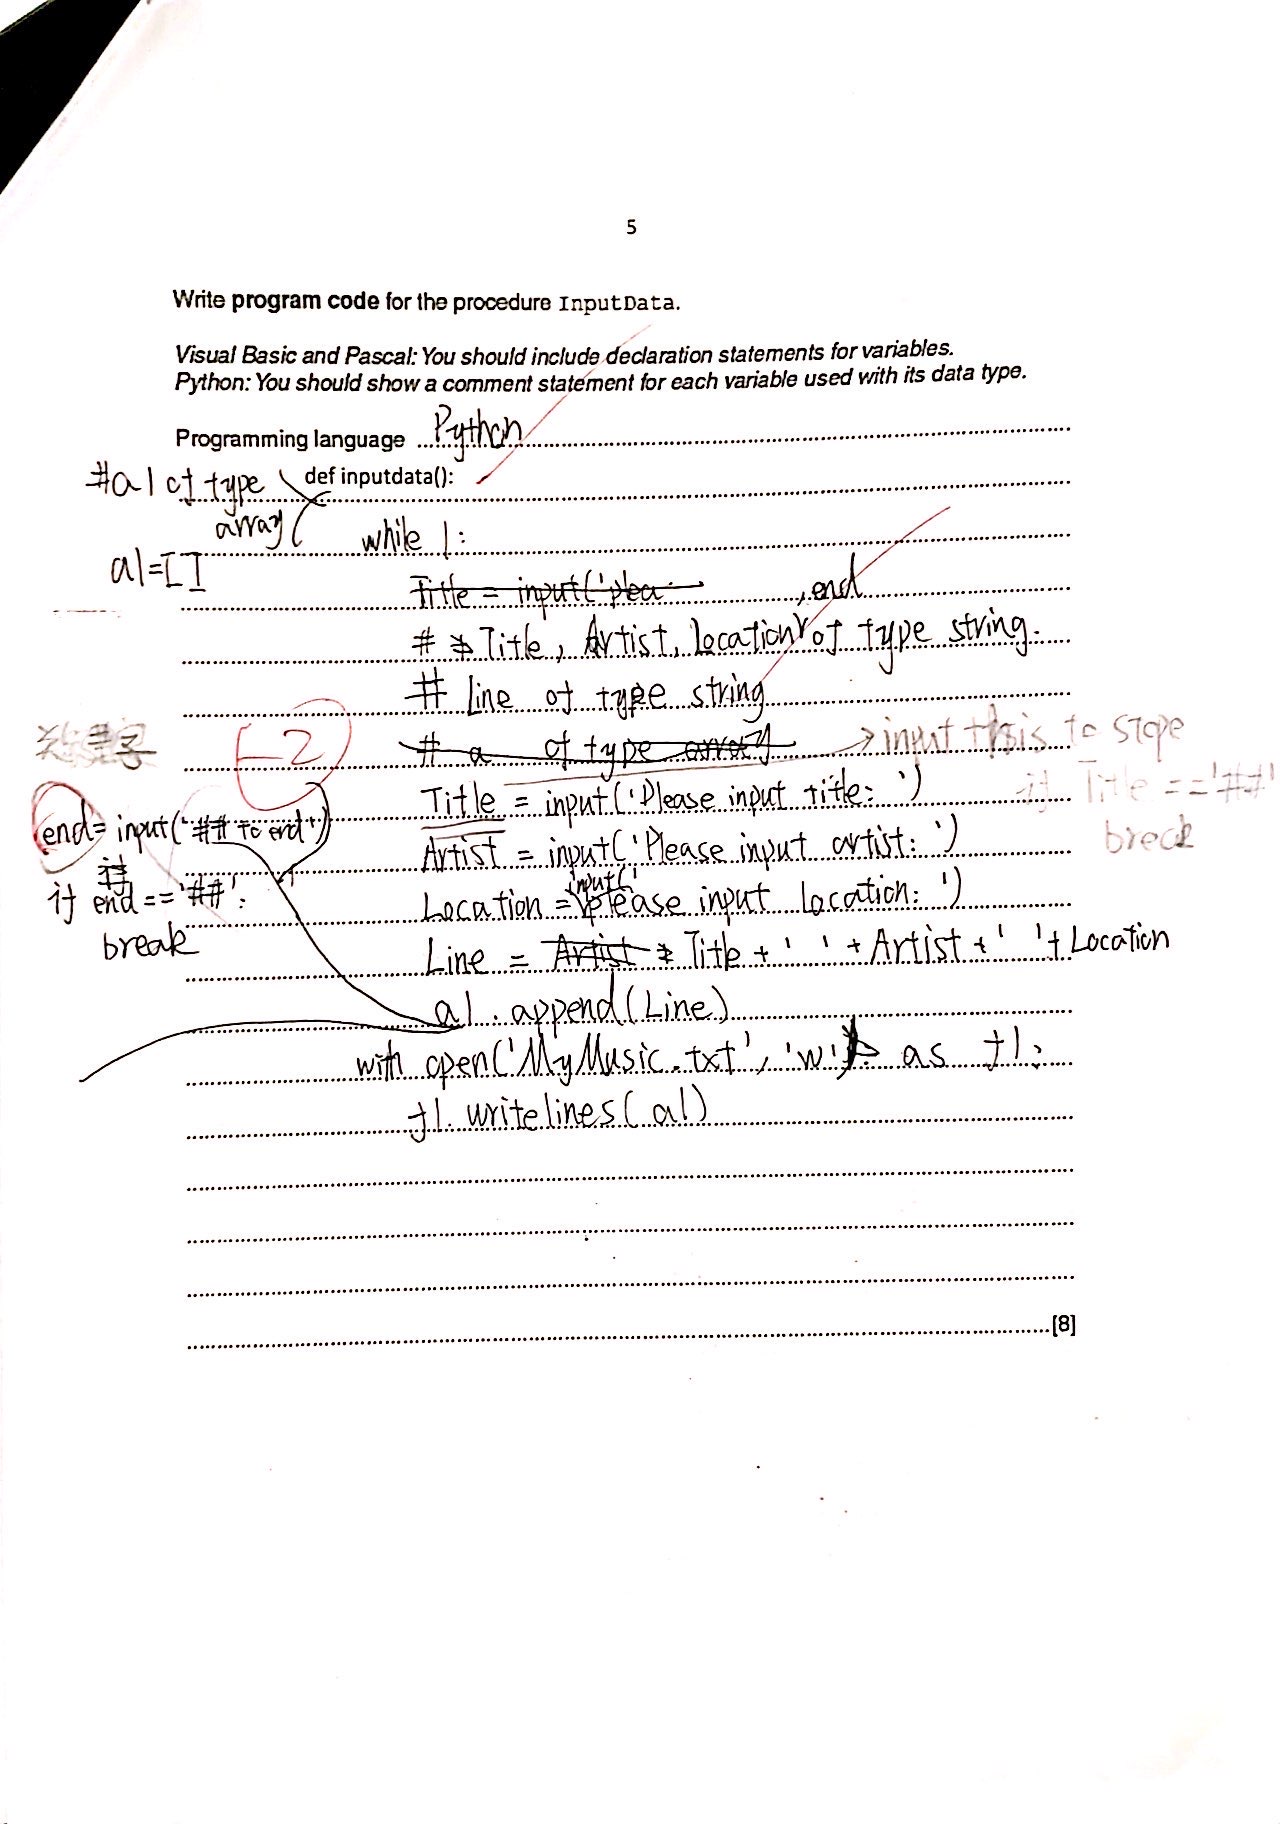 5
Write program code for the procedure InputData.
Visual Basic and Pascal: You should include declaration statements for variables.
Python: You should show a comment statement for each variable used with its data type.
Programming language Python
#a1 of type array
def inputdata():
a1=[]
while 1:
Title = input('plea
, end
# Title, Artist, Location of type string.
# Line of type string
# a of type array
-2
input this to stope
Title = input('Please input title: ')
if Title =='##'
break
end= input('## to end')
Artist = input('Please input artist: ')
if end=='##':
break
Location = input('please input location: ')
Line = Artist Title + ' ' + Artist + ' ' + Location
a1.append(Line)
with open('MyMusic.txt', 'w') as f1:
f1.writelines(a1)
[8]